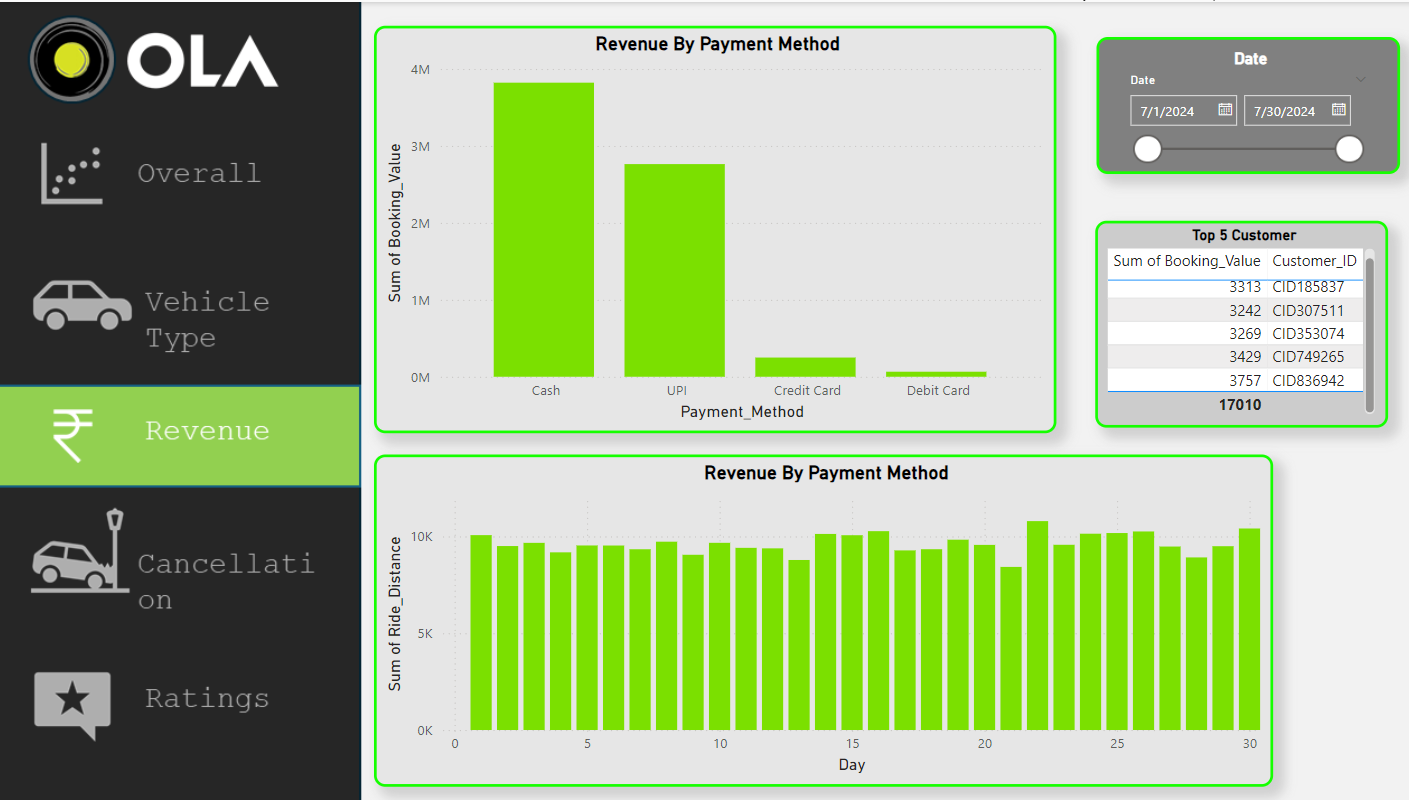 OLA
Overall
Vehicle
Type
Revenue
Cancellati
on
Ratings
Revenue By Payment Method
Sum of Booking_Value
4M
3M
2M
1M
0M
Cash UPI Credit Card Debit Card
Payment_Method
Date
Date
7/1/2024 7/30/2024
Top 5 Customer
Sum of Booking_Value Customer_ID
3313 CID185837
3242 CID307511
3269 CID353074
3429 CID749265
3757 CID836942
17010
Revenue By Payment Method
Sum of Ride_Distance
10K
5K
0K
0 5 10 15 20 25 30
Day